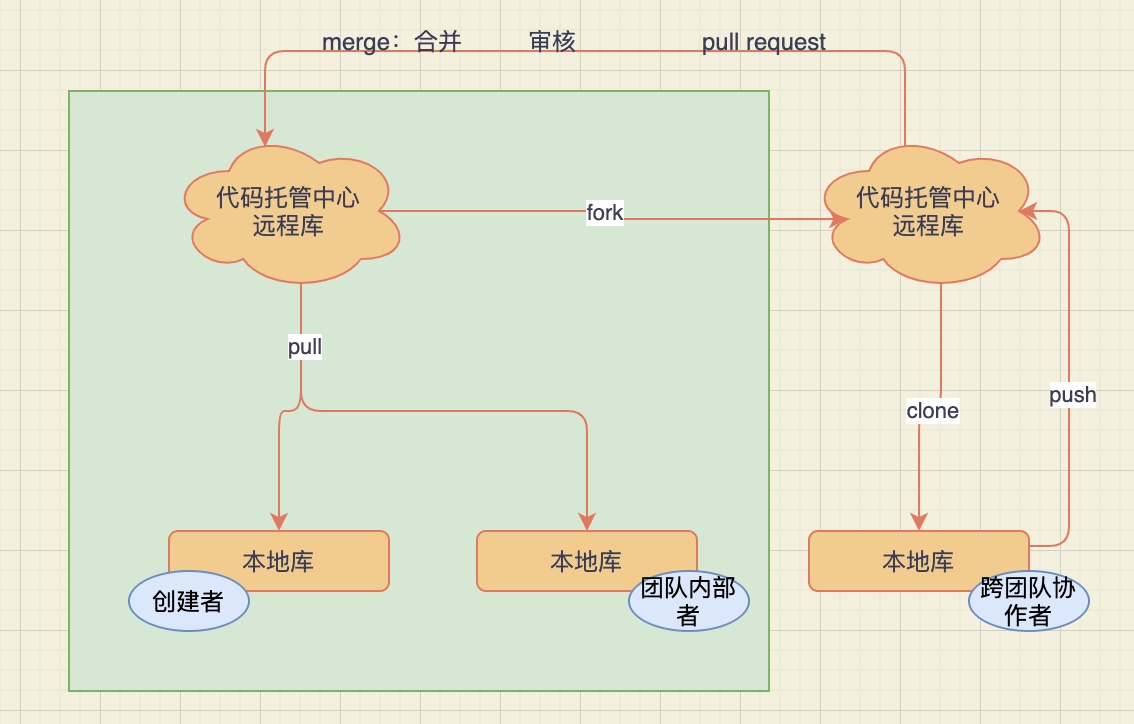 merge：合并
审核
pull request
代码托管中心
远程库
fork
代码托管中心
远程库
pull
push
clone
本地库
本地库
本地库
创建者
团队内部
者
跨团队协
作者